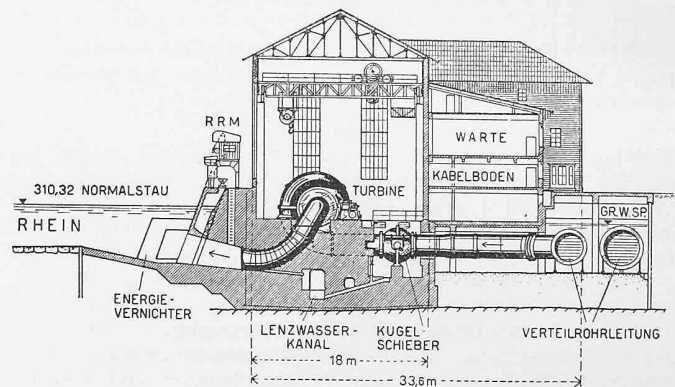 RRM
WARTE
310,32 NORMALSTAU
TURBINE
KABELBODEN
RHEIN
GR.W.SP.
ENERGIE-
VERNICHTER
LENZWASSER-
KANAL
KUGEL-
SCHIEBER
VERTEILROHRLEITUNG
18 m
33,6 m